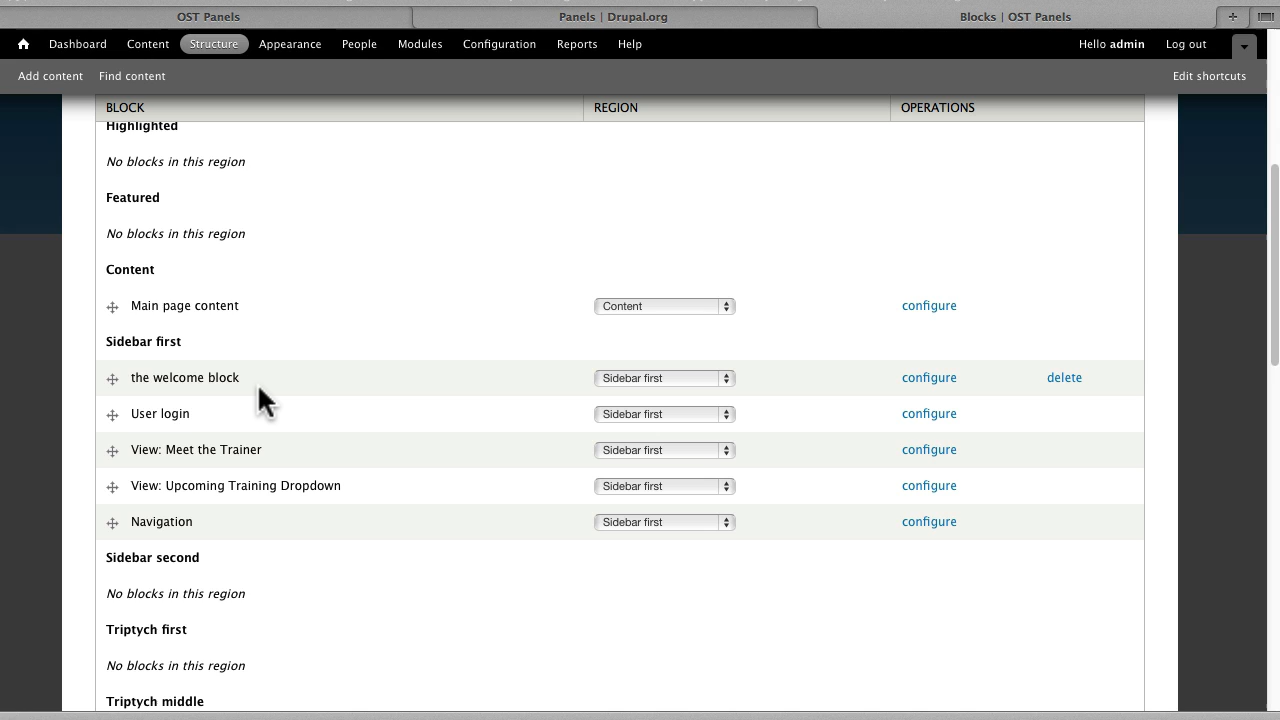 OST Panels Panels | Drupal.org Blocks | OST Panels
Dashboard Content Structure Appearance People Modules Configuration Reports Help Hello admin Log out
Add content Find content Edit shortcuts
BLOCK REGION OPERATIONS
Highlighted
No blocks in this region
Featured
No blocks in this region
Content
Main page content Content configure
Sidebar first
the welcome block Sidebar first configure delete
User login Sidebar first configure
View: Meet the Trainer Sidebar first configure
View: Upcoming Training Dropdown Sidebar first configure
Navigation Sidebar first configure
Sidebar second
No blocks in this region
Triptych first
No blocks in this region
Triptych middle